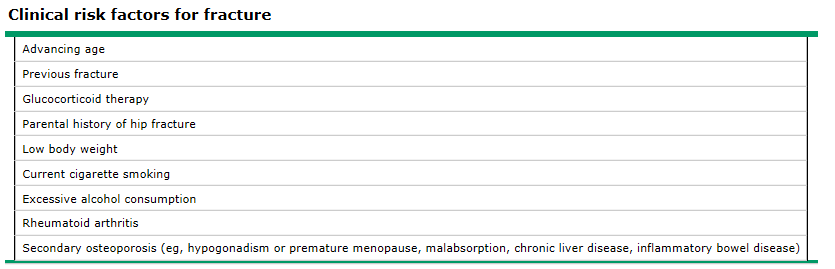 Clinical risk factors for fracture
Advancing age
Previous fracture
Glucocorticoid therapy
Parental history of hip fracture
Low body weight
Current cigarette smoking
Excessive alcohol consumption
Rheumatoid arthritis
Secondary osteoporosis (eg, hypogonadism or premature menopause, malabsorption, chronic liver disease, inflammatory bowel disease)